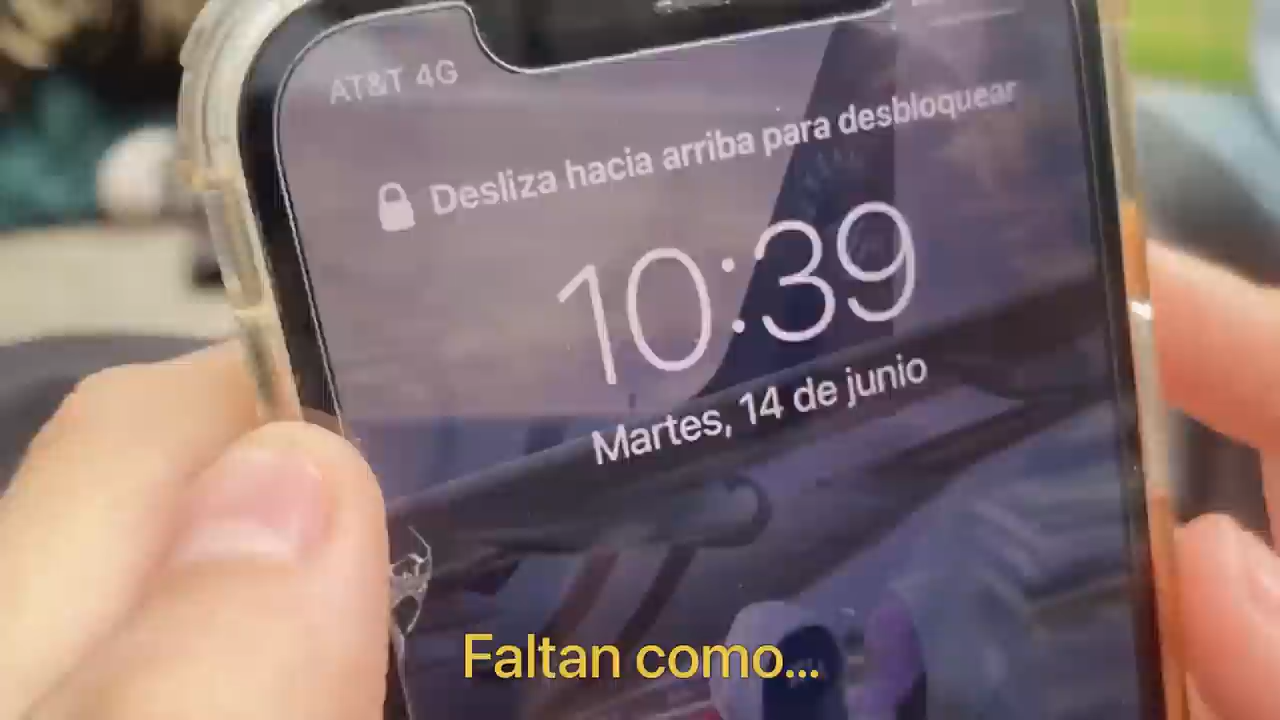 AT&T 4G
Desliza hacia arriba para desbloquear
10:39
Martes, 14 de junio
Faltan como...